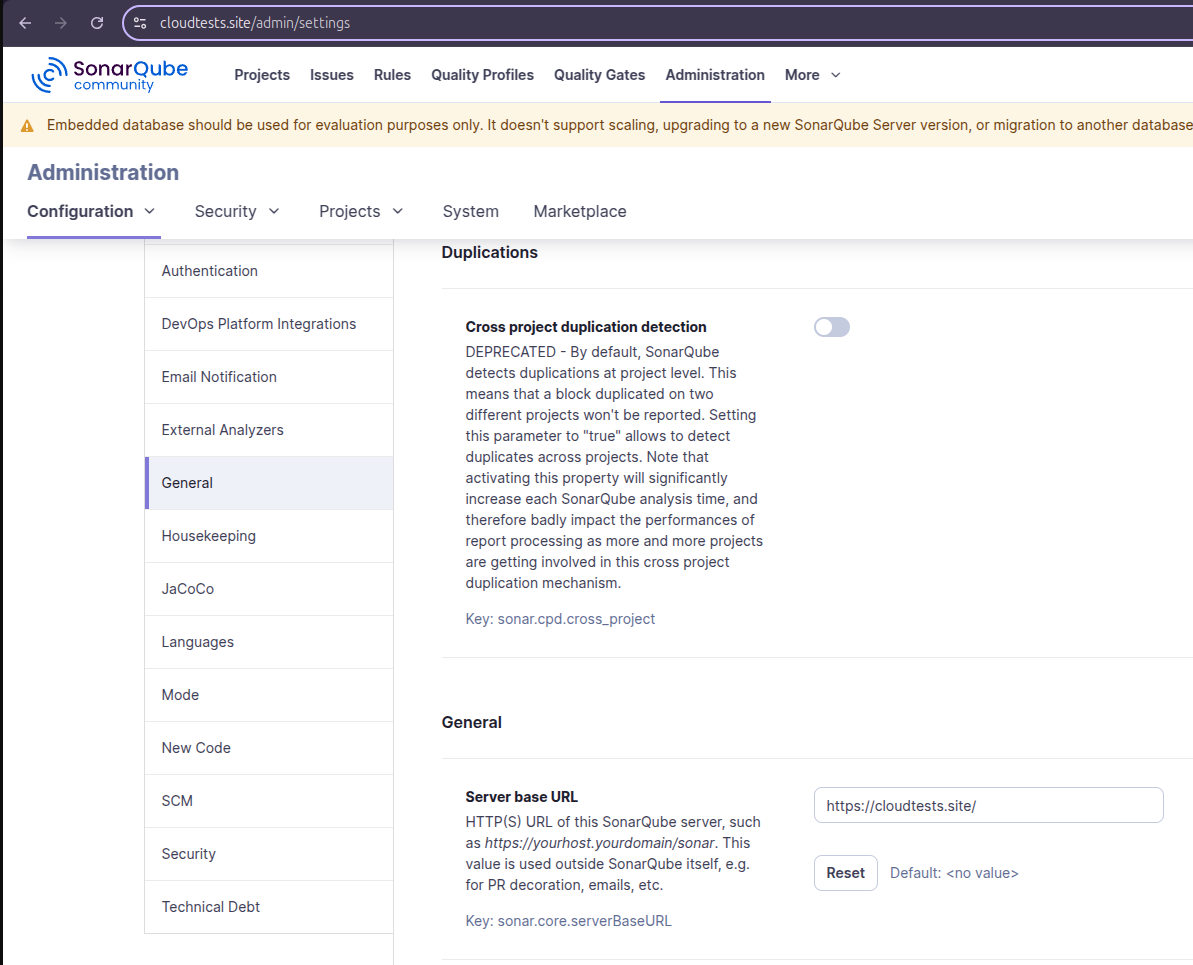 cloudtests.site/admin/settings
SonarQube community
Projects Issues Rules Quality Profiles Quality Gates Administration More
Embedded database should be used for evaluation purposes only. It doesn't support scaling, upgrading to a new SonarQube Server version, or migration to another database
Administration
Configuration Security Projects System Marketplace
Authentication
DevOps Platform Integrations
Email Notification
External Analyzers
General
Housekeeping
JaCoCo
Languages
Mode
New Code
SCM
Security
Technical Debt
Duplications
Cross project duplication detection
DEPRECATED - By default, SonarQube
detects duplications at project level. This
means that a block duplicated on two
different projects won't be reported. Setting
this parameter to "true" allows to detect
duplicates across projects. Note that
activating this property will significantly
increase each SonarQube analysis time, and
therefore badly impact the performances of
report processing as more and more projects
are getting involved in this cross project
duplication mechanism.
Key: sonar.cpd.cross_project
General
Server base URL
HTTP(S) URL of this SonarQube server, such
as https://yourhost.yourdomain/sonar. This
value is used outside SonarQube itself, e.g.
for PR decoration, emails, etc.
Key: sonar.core.serverBaseURL
https://cloudtests.site/
Reset Default: <no value>